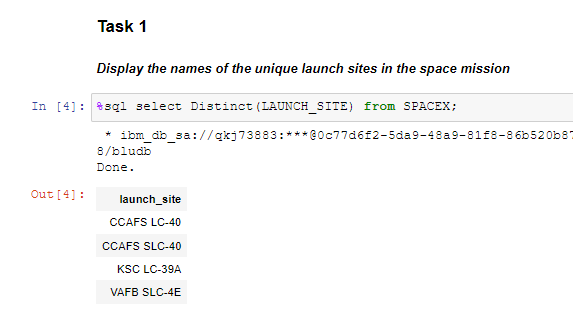 Task 1
Display the names of the unique launch sites in the space mission
In [4]: %sql select Distinct(LAUNCH_SITE) from SPACEX;
* ibm_db_sa://qkj73883:***@0c77d6f2-5da9-48a9-81f8-86b520b87
8/bludb
Done.
Out[4]: launch_site
CCAFS LC-40
CCAFS SLC-40
KSC LC-39A
VAFB SLC-4E